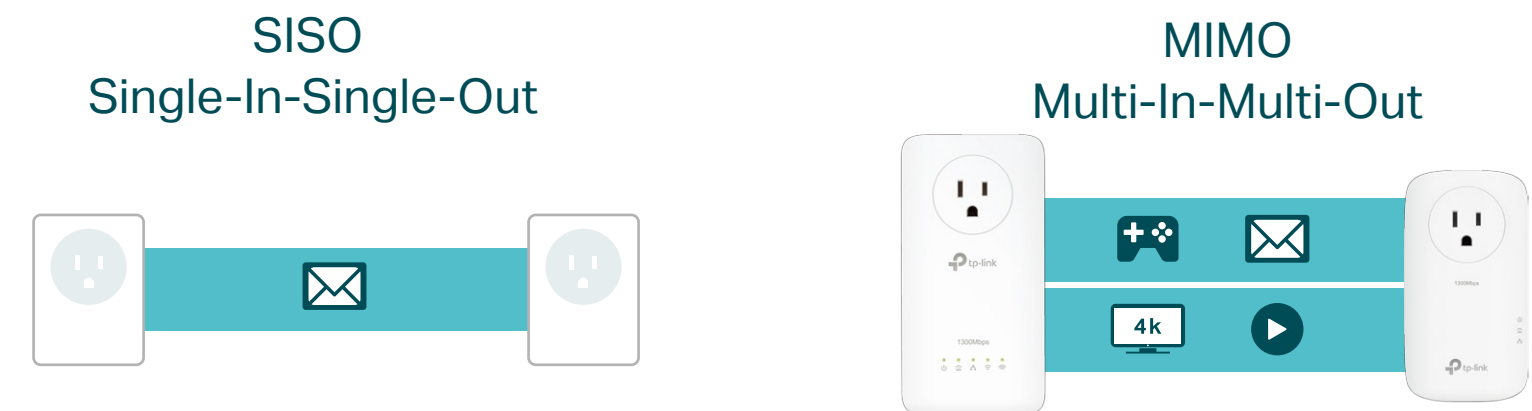 SISO
Single-In-Single-Out
MIMO
Multi-In-Multi-Out
tp-link
1300Mbps
4k
1300Mbps
tp-link